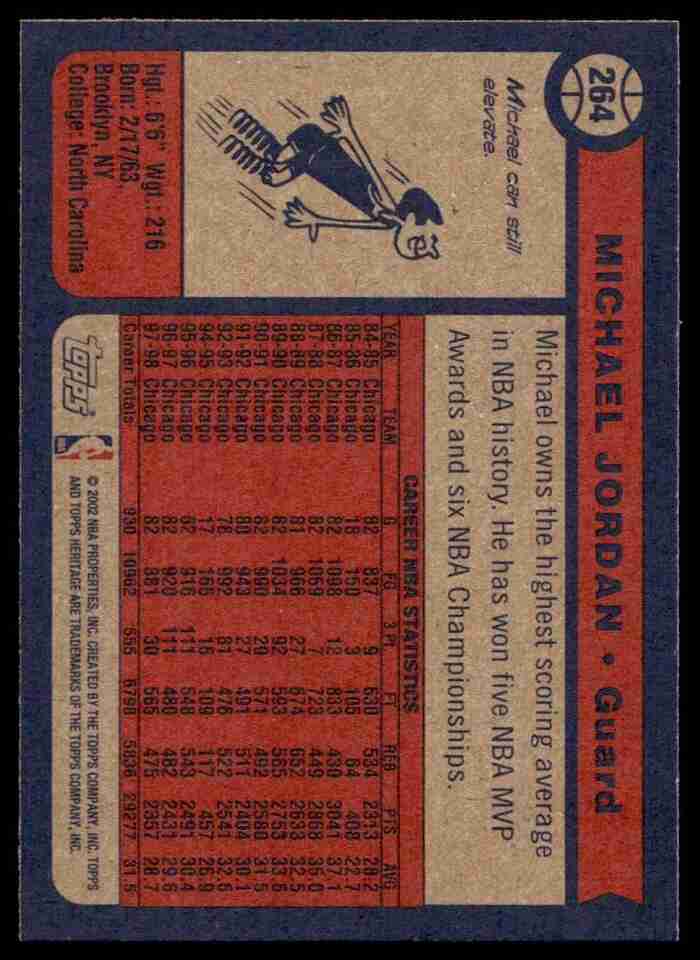 264
MICHAEL JORDAN • Guard
Michael can still
elevate.
Hgt.: 6'6" Wgt.: 216
Born: 2/17/63,
Brooklyn, NY
College: North Carolina
Michael owns the highest scoring average
in NBA history. He has won five NBA MVP
Awards and six NBA Championships.
CAREER NBA STATISTICS
YEAR TEAM G FG 3 PT. FT REB PTS AVG
84-85 Chicago 82 837 9 630 534 2313 28.2
85-86 Chicago 18 150 3 105 64 408 22.7
86-87 Chicago 82 1098 12 833 430 3041 37.1
87-88 Chicago 82 1069 7 723 449 2868 35.0
88-89 Chicago 81 966 27 674 652 2633 32.5
89-90 Chicago 82 1034 92 593 565 2753 33.6
90-91 Chicago 82 990 29 571 492 2580 31.5
91-92 Chicago 80 943 27 491 511 2404 30.1
92-93 Chicago 78 992 81 476 522 2541 32.6
94-95 Chicago 17 166 16 109 117 457 26.9
95-96 Chicago 82 916 111 548 543 2491 30.4
96-97 Chicago 82 920 111 480 482 2431 29.6
97-98 Chicago 82 881 30 565 475 2357 28.7
Career Totals 930 10962 555 6798 5836 29277 31.5
Topps
© 2002 NBA PROPERTIES, INC. CREATED BY THE TOPPS COMPANY, INC. TOPPS
AND TOPPS HERITAGE ARE TRADEMARKS OF THE TOPPS COMPANY, INC.